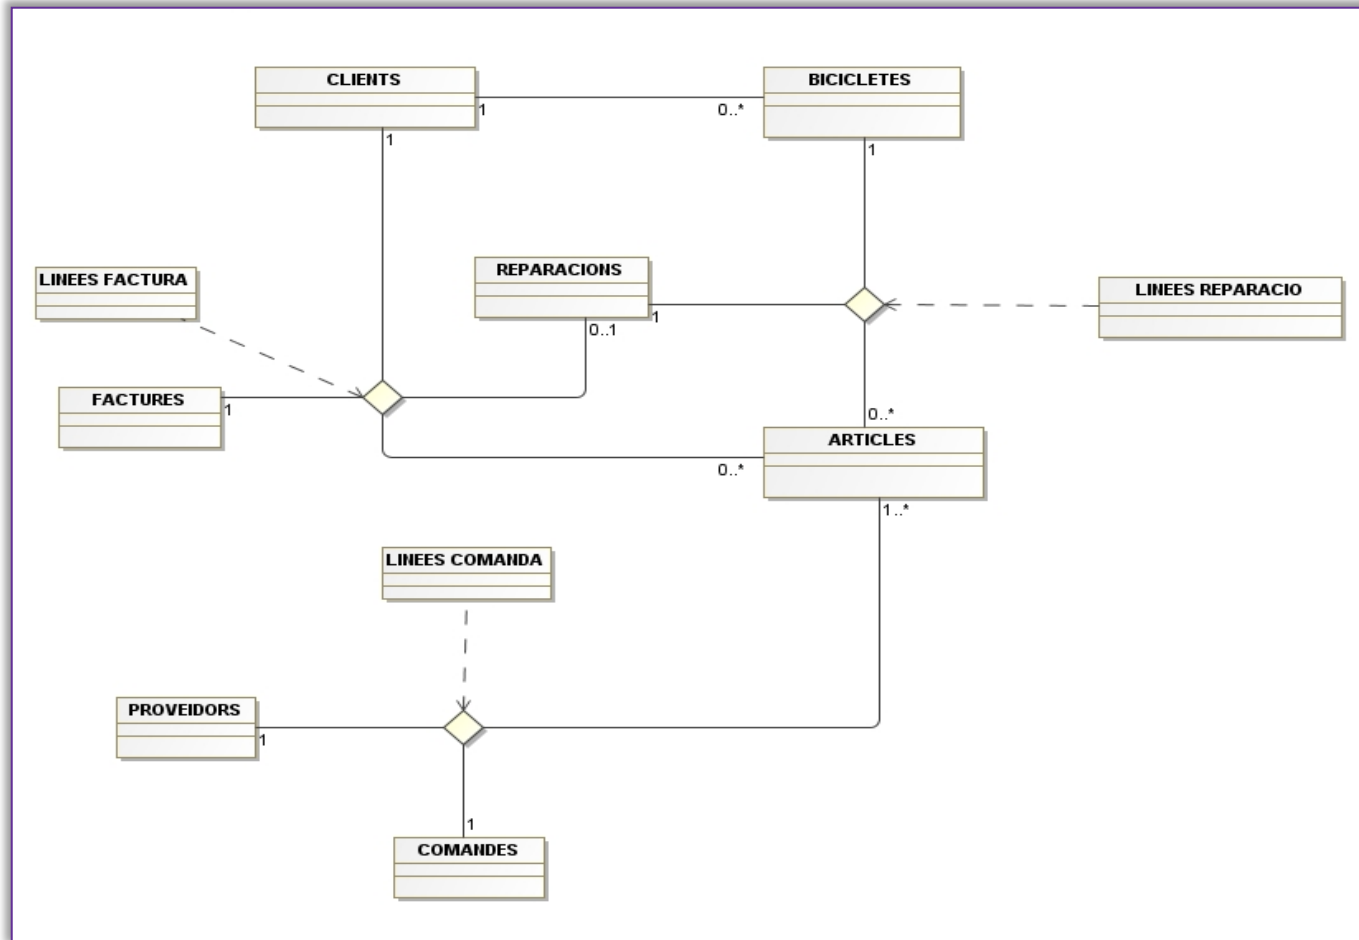 CLIENTS
BICICLETES
1
0..*
1
1
REPARACIONS
LINEES FACTURA
LINEES REPARACIO
1
0..1
FACTURES
1
0..*
ARTICLES
0..*
1..*
LINEES COMANDA
PROVEIDORS
1
1
COMANDES